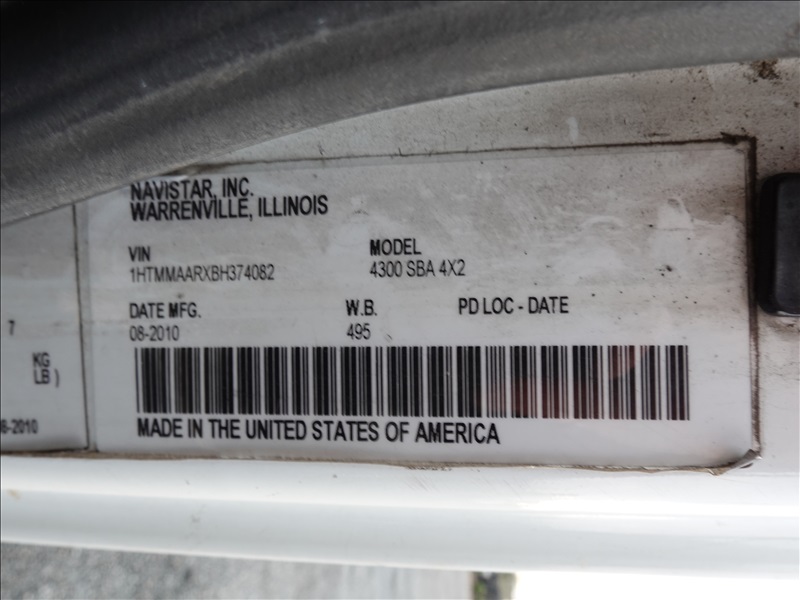 NAVISTAR, INC.
WARRENVILLE, ILLINOIS
VIN
1HTMMAARXBH374082
MODEL
4300 SBA 4X2
DATE MFG.
08-2010
W.B.
495
PD LOC - DATE
MADE IN THE UNITED STATES OF AMERICA
7
KG
LB )
-2010